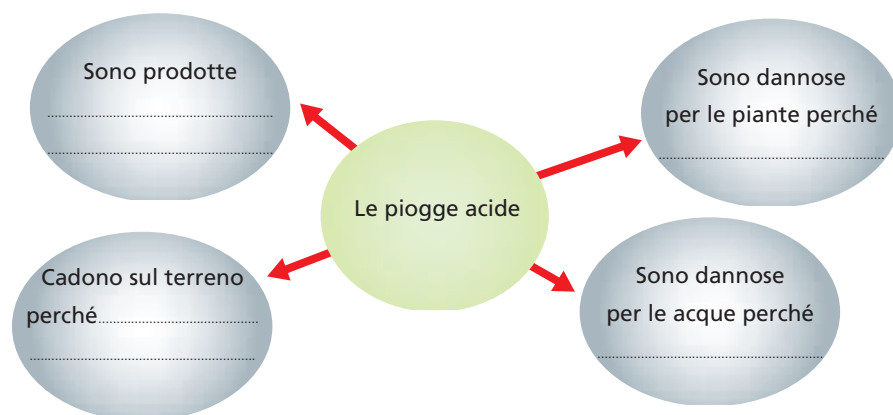 Sono prodotte
................................................
................................................
Sono dannose
per le piante perché
................................................
Le piogge acide
Cadono sul terreno
perché..................................
................................................
Sono dannose
per le acque perché
................................................